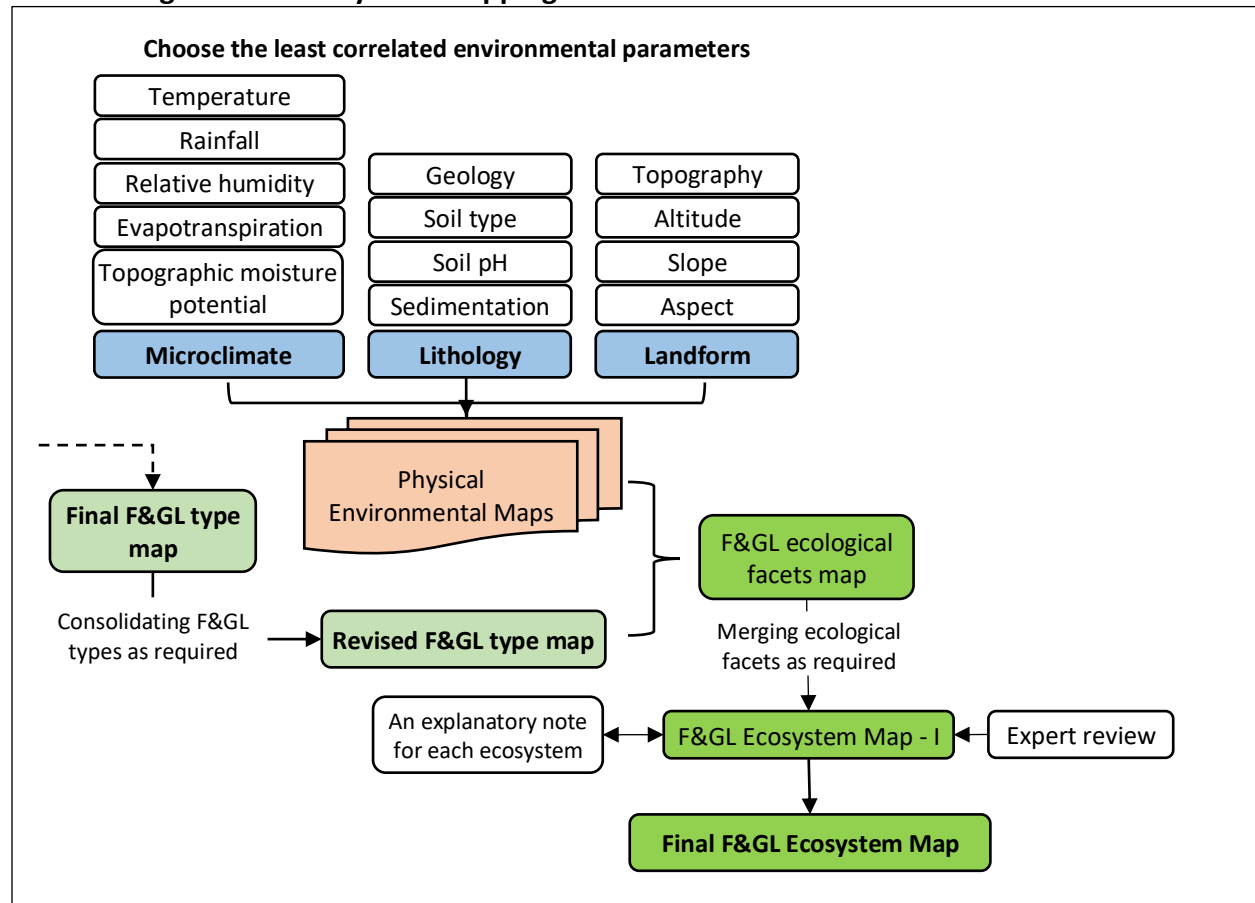 Choose the least correlated environmental parameters
Temperature
Rainfall
Relative humidity
Evapotranspiration
Topographic moisture
potential
Microclimate
Geology
Soil type
Soil pH
Sedimentation
Lithology
Topography
Altitude
Slope
Aspect
Landform
Physical
Environmental Maps
Final F&GL type
map
Consolidating F&GL
types as required
Revised F&GL type map
F&GL ecological
facets map
Merging ecological
facets as required
An explanatory note
for each ecosystem
F&GL Ecosystem Map - I
Expert review
Final F&GL Ecosystem Map